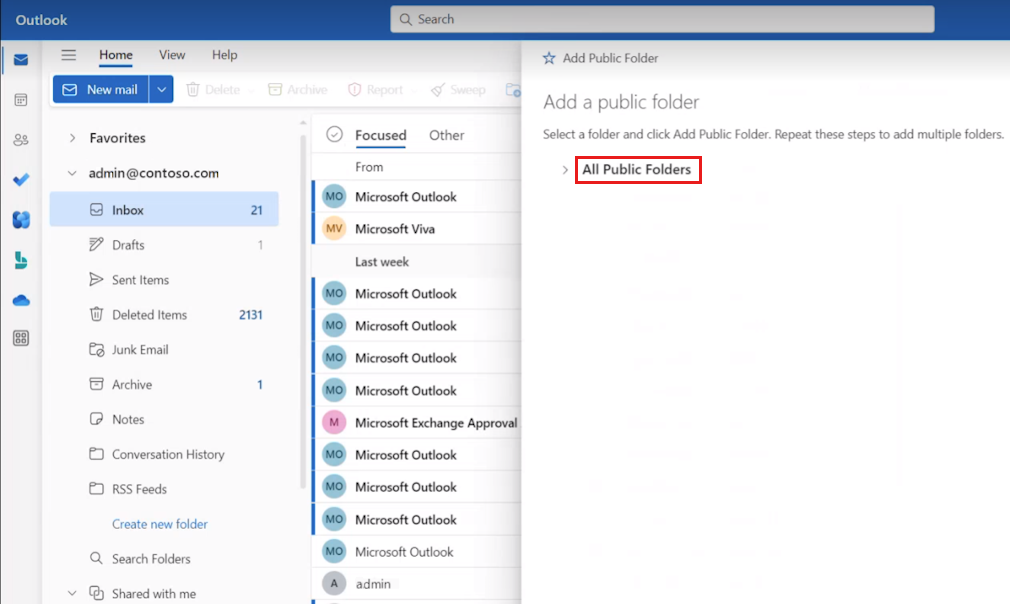 Outlook
Search
Home View Help
New mail Delete Archive Report Sweep
Favorites
admin@contoso.com
Inbox 21
Drafts 1
Sent Items
Deleted Items 2131
Junk Email
Archive 1
Notes
Conversation History
RSS Feeds
Create new folder
Search Folders
Shared with me
Focused Other
From
MO Microsoft Outlook
MV Microsoft Viva
Last week
MO Microsoft Outlook
MO Microsoft Outlook
MO Microsoft Outlook
MO Microsoft Outlook
M Microsoft Exchange Approval
MO Microsoft Outlook
MO Microsoft Outlook
MO Microsoft Outlook
MO Microsoft Outlook
A admin
Add Public Folder
Add a public folder
Select a folder and click Add Public Folder. Repeat these steps to add multiple folders.
All Public Folders